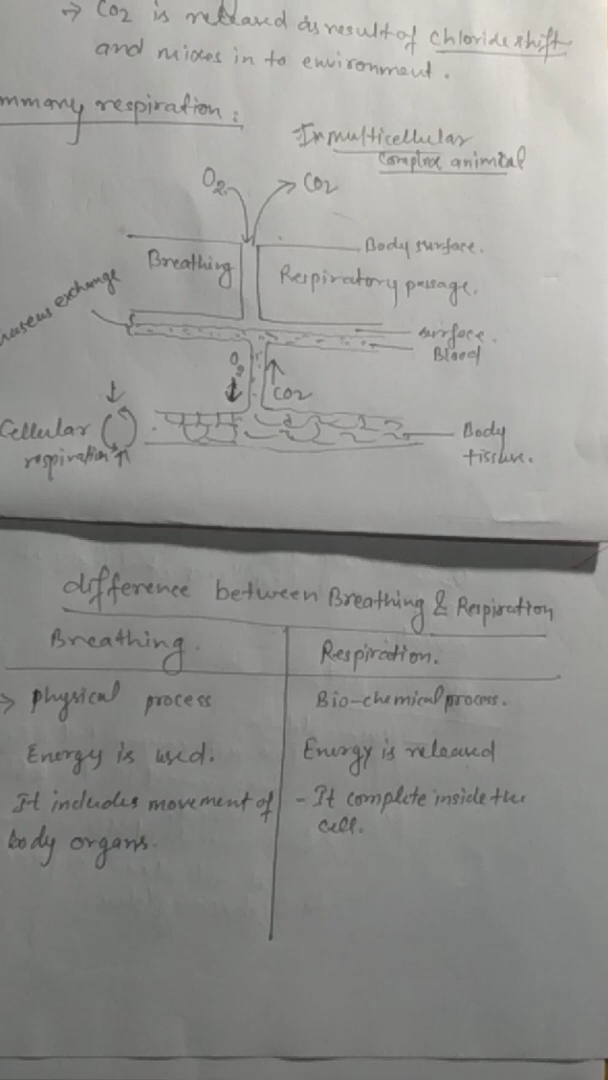 → CO2 is released as result of chloride shift
and mixes in to environment.
mmary respiration:
In multicellular
complex animal
O2 → CO2
Body surface.
Breathing
Respiratory passage.
aseous exchange
surface.
Blood
O2
CO2
Cellular
respiration
Body
tissue.
difference between Breathing & Respiration
Breathing.
Respiration.
→ Physical process
Bio-chemical process.
Energy is used.
Energy is released
It includes movement of
body organs.
- It complete inside the
cell.